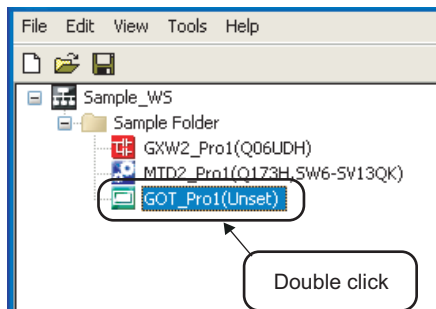 File Edit View Tools Help
Sample_WS
Sample Folder
GXW2_Pro1(Q06UDH)
MTD2_Pro1(Q173H,SW6-SV13QK)
GOT_Pro1(Unset)
Double click